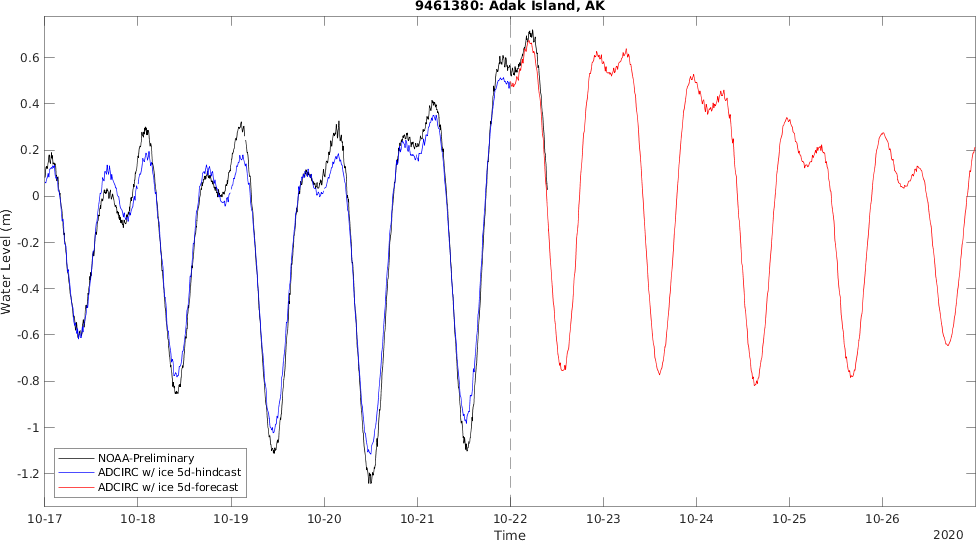 9461380: Adak Island, AK
Water Level (m)
0.6
0.4
0.2
0
-0.2
-0.4
-0.6
-0.8
-1
-1.2
NOAA-Preliminary
ADCIRC w/ ice 5d-hindcast
ADCIRC w/ ice 5d-forecast
10-17 10-18 10-19 10-20 10-21 10-22 10-23 10-24 10-25 10-26
Time
2020